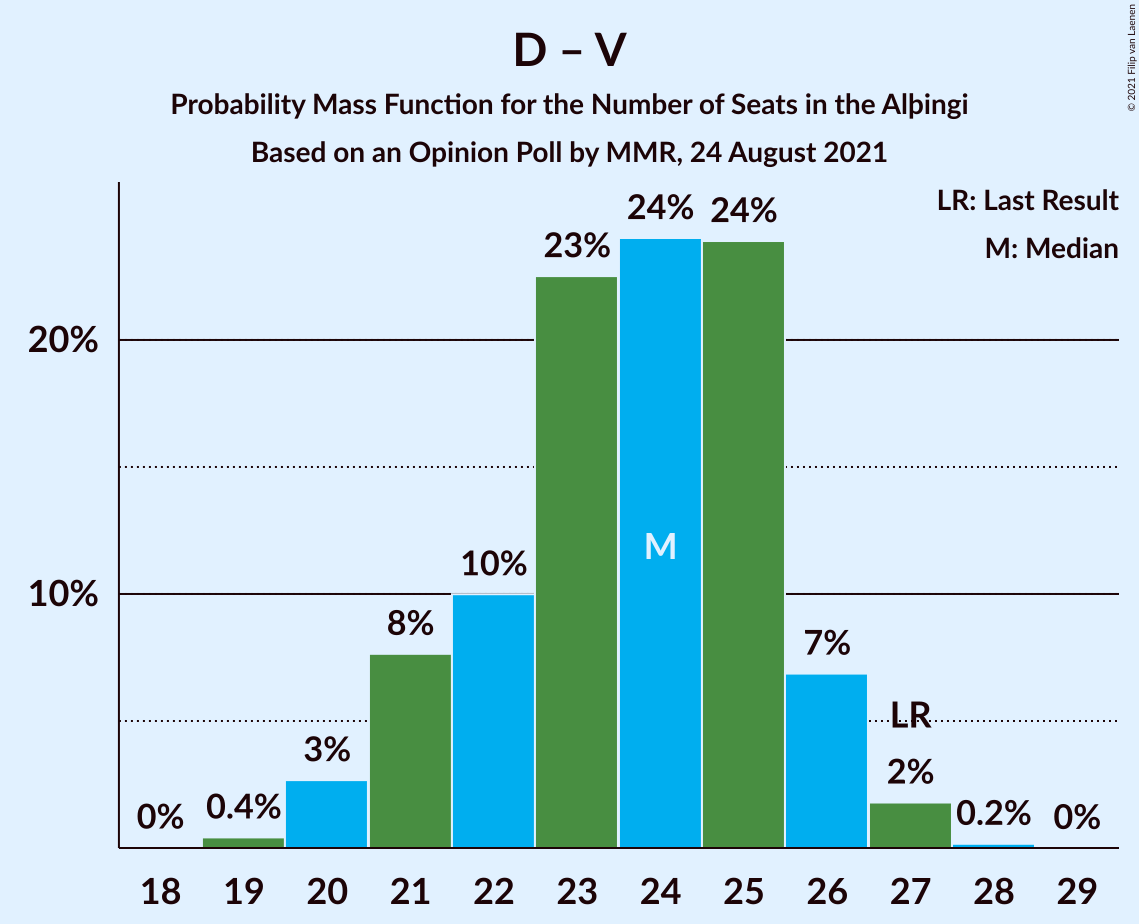 D – V
Probability Mass Function for the Number of Seats in the Alþingi
Based on an Opinion Poll by MMR, 24 August 2021
© 2021 Filip van Laenen
LR: Last Result
M: Median
20%
10%
0%
0.4%
3%
8%
10%
23%
24%
24%
7%
LR
2%
0.2%
0%
M
18 19 20 21 22 23 24 25 26 27 28 29